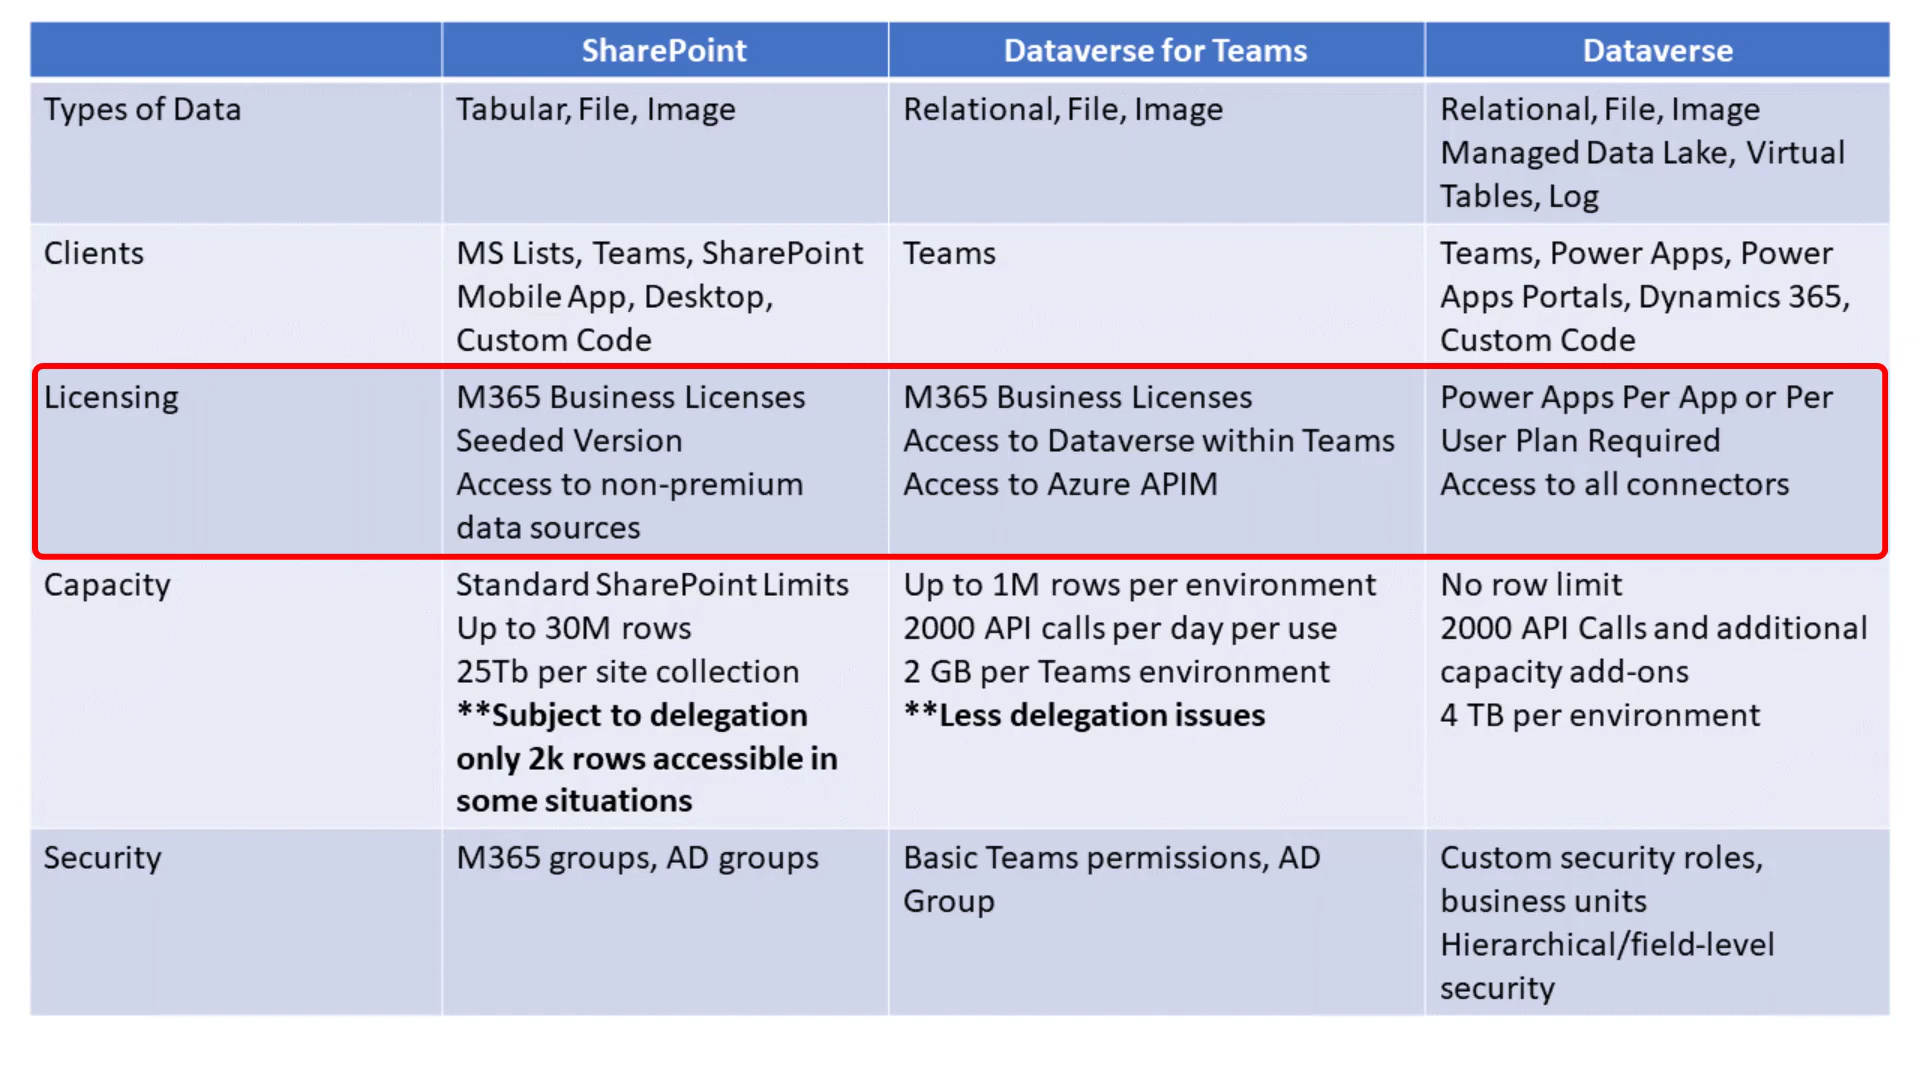 SharePoint
Dataverse for Teams
Dataverse
Types of Data
Tabular, File, Image
Relational, File, Image
Relational, File, Image
Managed Data Lake, Virtual
Tables, Log
Clients
MS Lists, Teams, SharePoint
Mobile App, Desktop,
Custom Code
Teams
Teams, Power Apps, Power
Apps Portals, Dynamics 365,
Custom Code
Licensing
M365 Business Licenses
Seeded Version
Access to non-premium
data sources
M365 Business Licenses
Access to Dataverse within Teams
Access to Azure APIM
Power Apps Per App or Per
User Plan Required
Access to all connectors
Capacity
Standard SharePoint Limits
Up to 30M rows
25Tb per site collection
**Subject to delegation
only 2k rows accessible in
some situations
Up to 1M rows per environment
2000 API calls per day per use
2 GB per Teams environment
**Less delegation issues
No row limit
2000 API Calls and additional
capacity add-ons
4 TB per environment
Security
M365 groups, AD groups
Basic Teams permissions, AD
Group
Custom security roles,
business units
Hierarchical/field-level
security